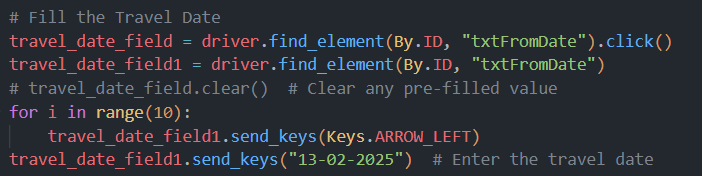 # Fill the Travel Date
travel_date_field = driver.find_element(By.ID, "txtFromDate").click()
travel_date_field1 = driver.find_element(By.ID, "txtFromDate")
# travel_date_field.clear()  # Clear any pre-filled value
for i in range(10):
    travel_date_field1.send_keys(Keys.ARROW_LEFT)
travel_date_field1.send_keys("13-02-2025")  # Enter the travel date